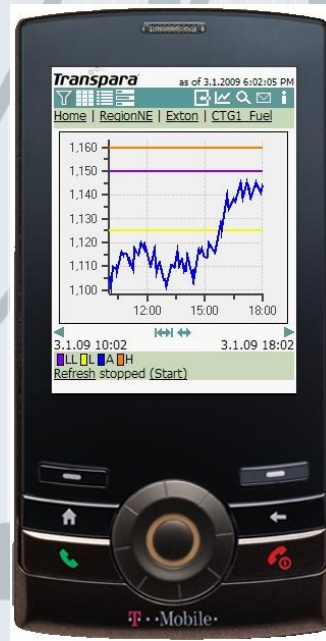 Transpara
as of 3.1.2009 6:02:05 PM
Home | RegionNE | Exton | CTG1_Fuel
1,160
1,150
1,140
1,130
1,120
1,110
1,100
12:00 15:00 18:00
3.1.09 10:02 3.1.09 18:02
LL L A H
Refresh stopped (Start)
T··Mobile·